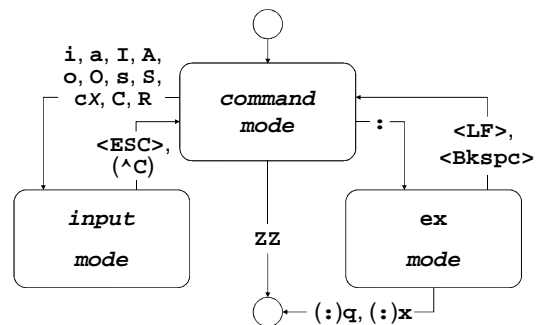 i, a, I, A,
o, O, s, S,
cX, C, R
command
mode
:
<ESC>,
(^C)
<LF>,
<Bkspc>
input
mode
ZZ
ex
mode
(:)q, (:)x